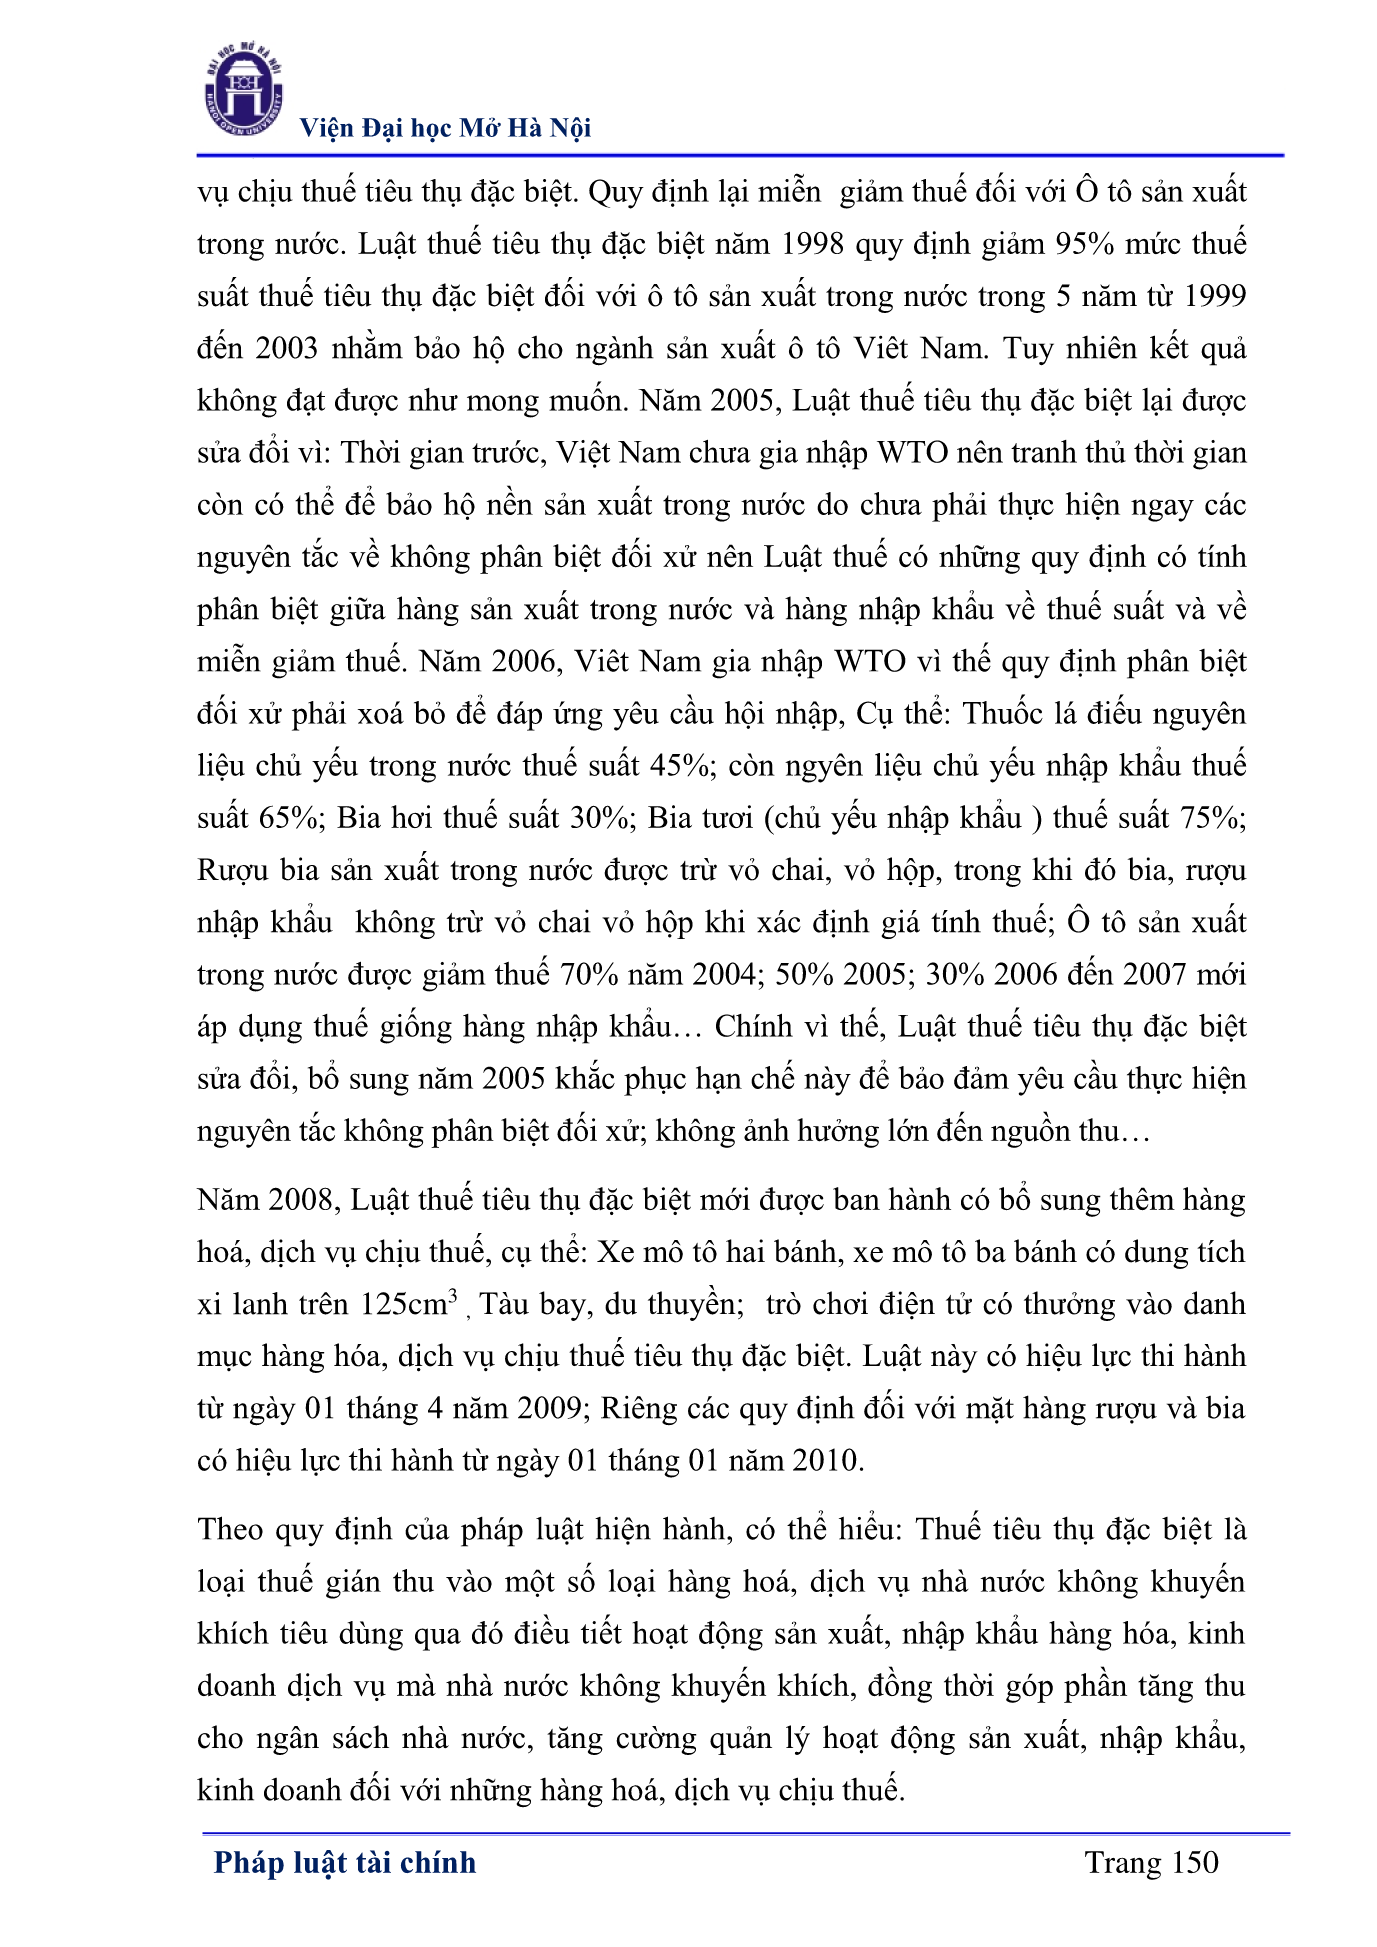 ĐẠI HỌC MỞ HÀ NỘI
HANOI OPEN UNIVERSITY
Viện Đại học Mở Hà Nội
vụ chịu thuế tiêu thụ đặc biệt. Quy định lại miễn  giảm thuế đối với Ô tô sản xuất
trong nước. Luật thuế tiêu thụ đặc biệt năm 1998 quy định giảm 95% mức thuế
suất thuế tiêu thụ đặc biệt đối với ô tô sản xuất trong nước trong 5 năm từ 1999
đến 2003 nhằm bảo hộ cho ngành sản xuất ô tô Viêt Nam. Tuy nhiên kết quả
không đạt được như mong muốn. Năm 2005, Luật thuế tiêu thụ đặc biệt lại được
sửa đổi vì: Thời gian trước, Việt Nam chưa gia nhập WTO nên tranh thủ thời gian
còn có thể để bảo hộ nền sản xuất trong nước do chưa phải thực hiện ngay các
nguyên tắc về không phân biệt đối xử nên Luật thuế có những quy định có tính
phân biệt giữa hàng sản xuất trong nước và hàng nhập khẩu về thuế suất và về
miễn giảm thuế. Năm 2006, Viêt Nam gia nhập WTO vì thế quy định phân biệt
đối xử phải xoá bỏ để đáp ứng yêu cầu hội nhập, Cụ thể: Thuốc lá điếu nguyên
liệu chủ yếu trong nước thuế suất 45%; còn ngyên liệu chủ yếu nhập khẩu thuế
suất 65%; Bia hơi thuế suất 30%; Bia tươi (chủ yếu nhập khẩu ) thuế suất 75%;
Rượu bia sản xuất trong nước được trừ vỏ chai, vỏ hộp, trong khi đó bia, rượu
nhập khẩu  không trừ vỏ chai vỏ hộp khi xác định giá tính thuế; Ô tô sản xuất
trong nước được giảm thuế 70% năm 2004; 50% 2005; 30% 2006 đến 2007 mới
áp dụng thuế giống hàng nhập khẩu… Chính vì thế, Luật thuế tiêu thụ đặc biệt
sửa đổi, bổ sung năm 2005 khắc phục hạn chế này để bảo đảm yêu cầu thực hiện
nguyên tắc không phân biệt đối xử; không ảnh hưởng lớn đến nguồn thu…
Năm 2008, Luật thuế tiêu thụ đặc biệt mới được ban hành có bổ sung thêm hàng
hoá, dịch vụ chịu thuế, cụ thể: Xe mô tô hai bánh, xe mô tô ba bánh có dung tích
xi lanh trên 125cm³ , Tàu bay, du thuyền;  trò chơi điện tử có thưởng vào danh
mục hàng hóa, dịch vụ chịu thuế tiêu thụ đặc biệt. Luật này có hiệu lực thi hành
từ ngày 01 tháng 4 năm 2009; Riêng các quy định đối với mặt hàng rượu và bia
có hiệu lực thi hành từ ngày 01 tháng 01 năm 2010.
Theo quy định của pháp luật hiện hành, có thể hiểu: Thuế tiêu thụ đặc biệt là
loại thuế gián thu vào một số loại hàng hoá, dịch vụ nhà nước không khuyến
khích tiêu dùng qua đó điều tiết hoạt động sản xuất, nhập khẩu hàng hóa, kinh
doanh dịch vụ mà nhà nước không khuyến khích, đồng thời góp phần tăng thu
cho ngân sách nhà nước, tăng cường quản lý hoạt động sản xuất, nhập khẩu,
kinh doanh đối với những hàng hoá, dịch vụ chịu thuế.
Pháp luật tài chính
Trang 150